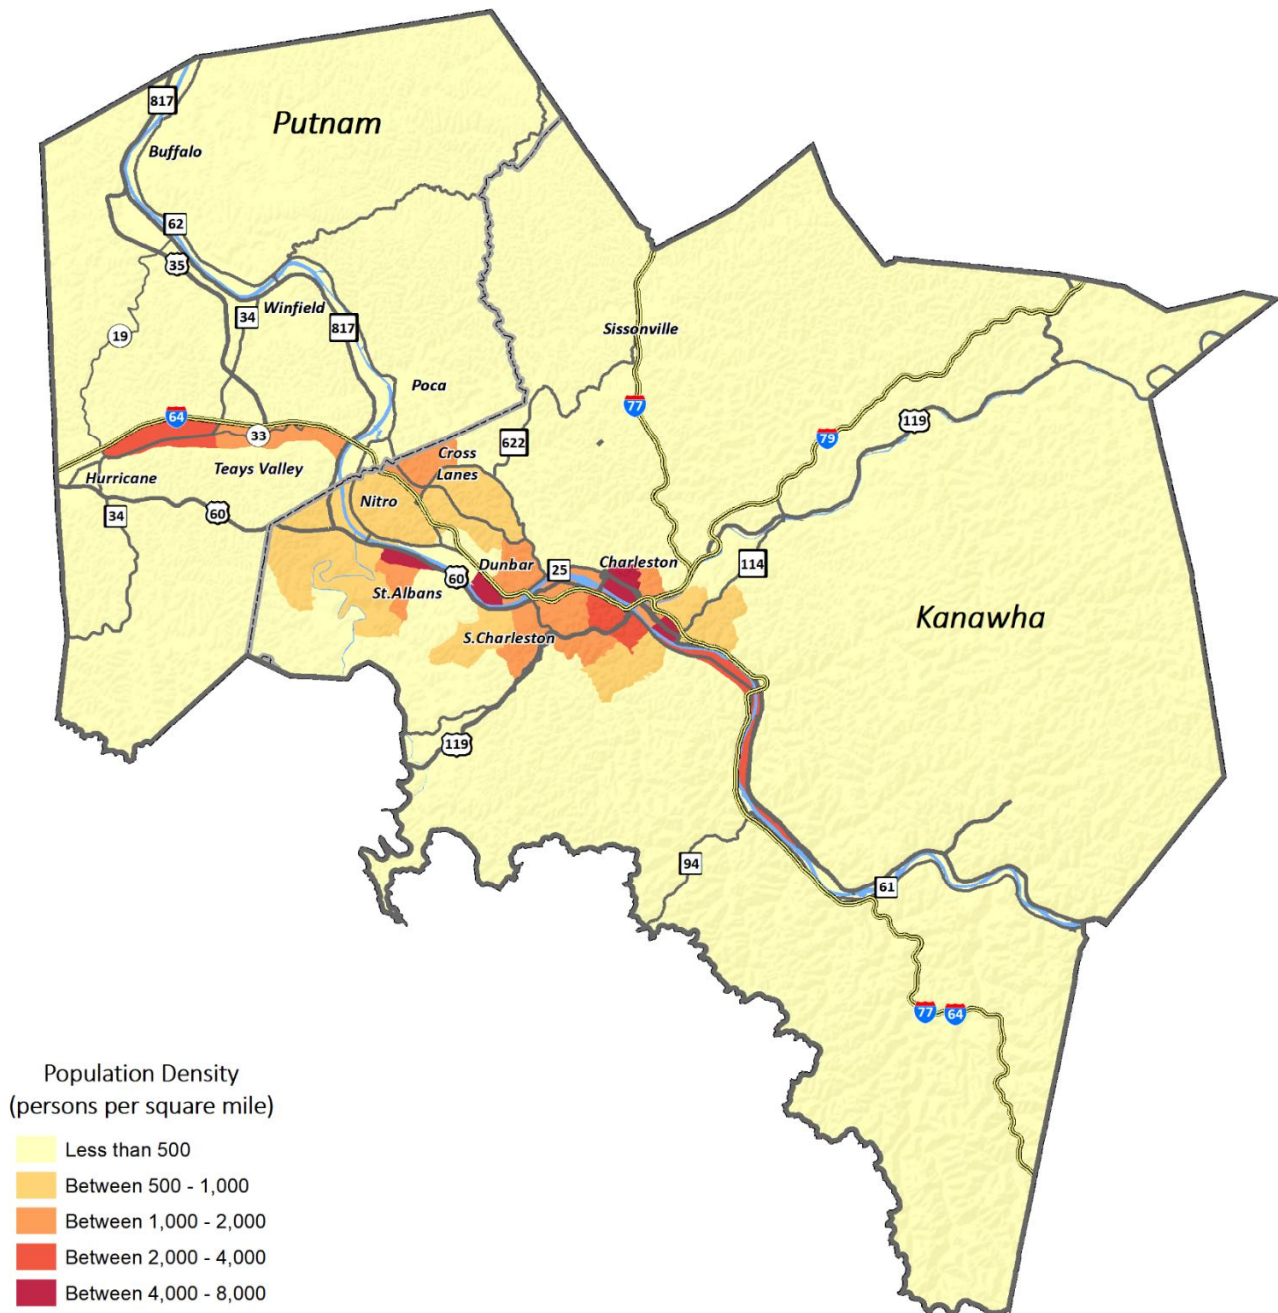 817
Putnam
Buffalo
62
35
Winfield
34
817
19
Sissonville
Poca
77
64
119
79
33
622
Cross
Lanes
Teays Valley
Hurricane
Nitro
34
60
Dunbar
25
Charleston
114
60
St.Albans
Kanawha
S.Charleston
119
94
61
77
64
Population Density
(persons per square mile)
Less than 500
Between 500 - 1,000
Between 1,000 - 2,000
Between 2,000 - 4,000
Between 4,000 - 8,000